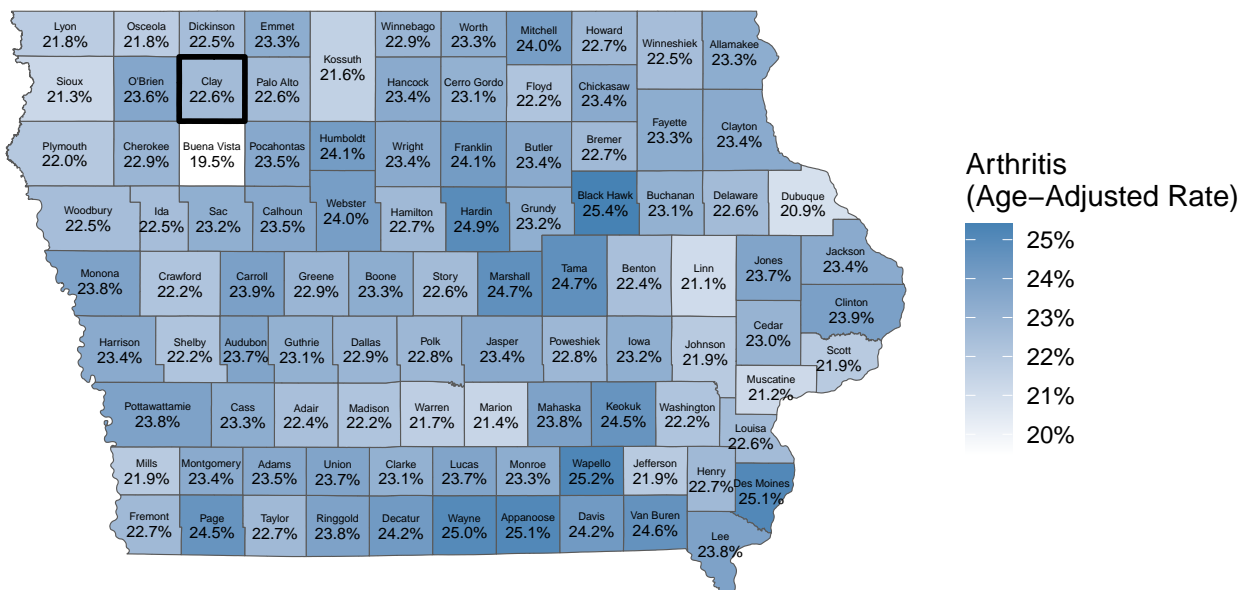 Lyon
21.8%
Osceola
21.8%
Dickinson
22.5%
Emmet
23.3%
Kossuth
21.6%
Winnebago
22.9%
Worth
23.3%
Mitchell
24.0%
Howard
22.7%
Winneshiek
22.5%
Allamakee
23.3%
Sioux
21.3%
O'Brien
23.6%
Clay
22.6%
Palo Alto
22.6%
Hancock
23.4%
Cerro Gordo
23.1%
Floyd
22.2%
Chickasaw
23.4%
Fayette
23.3%
Clayton
23.4%
Plymouth
22.0%
Cherokee
22.9%
Buena Vista
19.5%
Pocahontas
23.5%
Humboldt
24.1%
Wright
23.4%
Franklin
24.1%
Butler
23.4%
Bremer
22.7%
Woodbury
22.5%
Ida
22.5%
Sac
23.2%
Calhoun
23.5%
Webster
24.0%
Hamilton
22.7%
Hardin
24.9%
Grundy
23.2%
Black Hawk
25.4%
Buchanan
23.1%
Delaware
22.6%
Dubuque
20.9%
Monona
23.8%
Crawford
22.2%
Carroll
23.9%
Greene
22.9%
Boone
23.3%
Story
22.6%
Marshall
24.7%
Tama
24.7%
Benton
22.4%
Linn
21.1%
Jones
23.7%
Jackson
23.4%
Clinton
23.9%
Harrison
23.4%
Shelby
22.2%
Audubon
23.7%
Guthrie
23.1%
Dallas
22.9%
Polk
22.8%
Jasper
23.4%
Poweshiek
22.8%
Iowa
23.2%
Johnson
21.9%
Cedar
23.0%
Scott
21.9%
Muscatine
21.2%
Pottawattamie
23.8%
Cass
23.3%
Adair
22.4%
Madison
22.2%
Warren
21.7%
Marion
21.4%
Mahaska
23.8%
Keokuk
24.5%
Washington
22.2%
Louisa
22.6%
Mills
21.9%
Montgomery
23.4%
Adams
23.5%
Union
23.7%
Clarke
23.1%
Lucas
23.7%
Monroe
23.3%
Wapello
25.2%
Jefferson
21.9%
Henry
22.7%
Des Moines
25.1%
Fremont
22.7%
Page
24.5%
Taylor
22.7%
Ringgold
23.8%
Decatur
24.2%
Wayne
25.0%
Appanoose
25.1%
Davis
24.2%
Van Buren
24.6%
Lee
23.8%
Arthritis
(Age−Adjusted Rate)
25%
24%
23%
22%
21%
20%